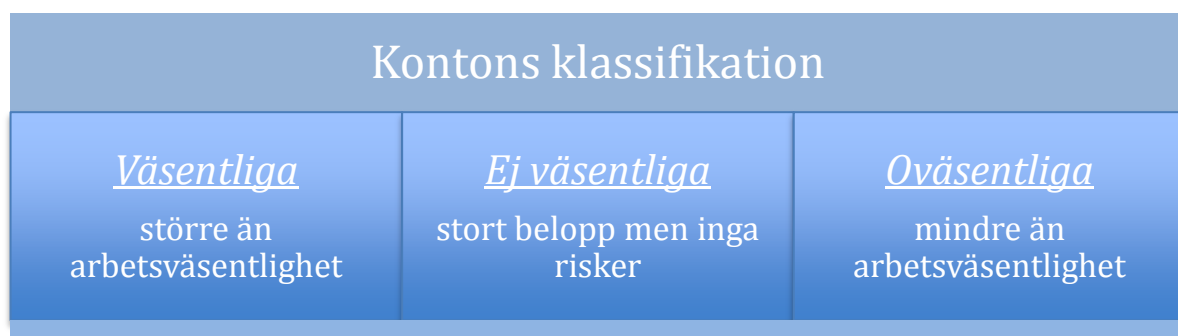 Kontons klassifikation
Väsentliga
större än
arbetsväsentlighet
Ej väsentliga
stort belopp men inga
risker
Oväsentliga
mindre än
arbetsväsentlighet